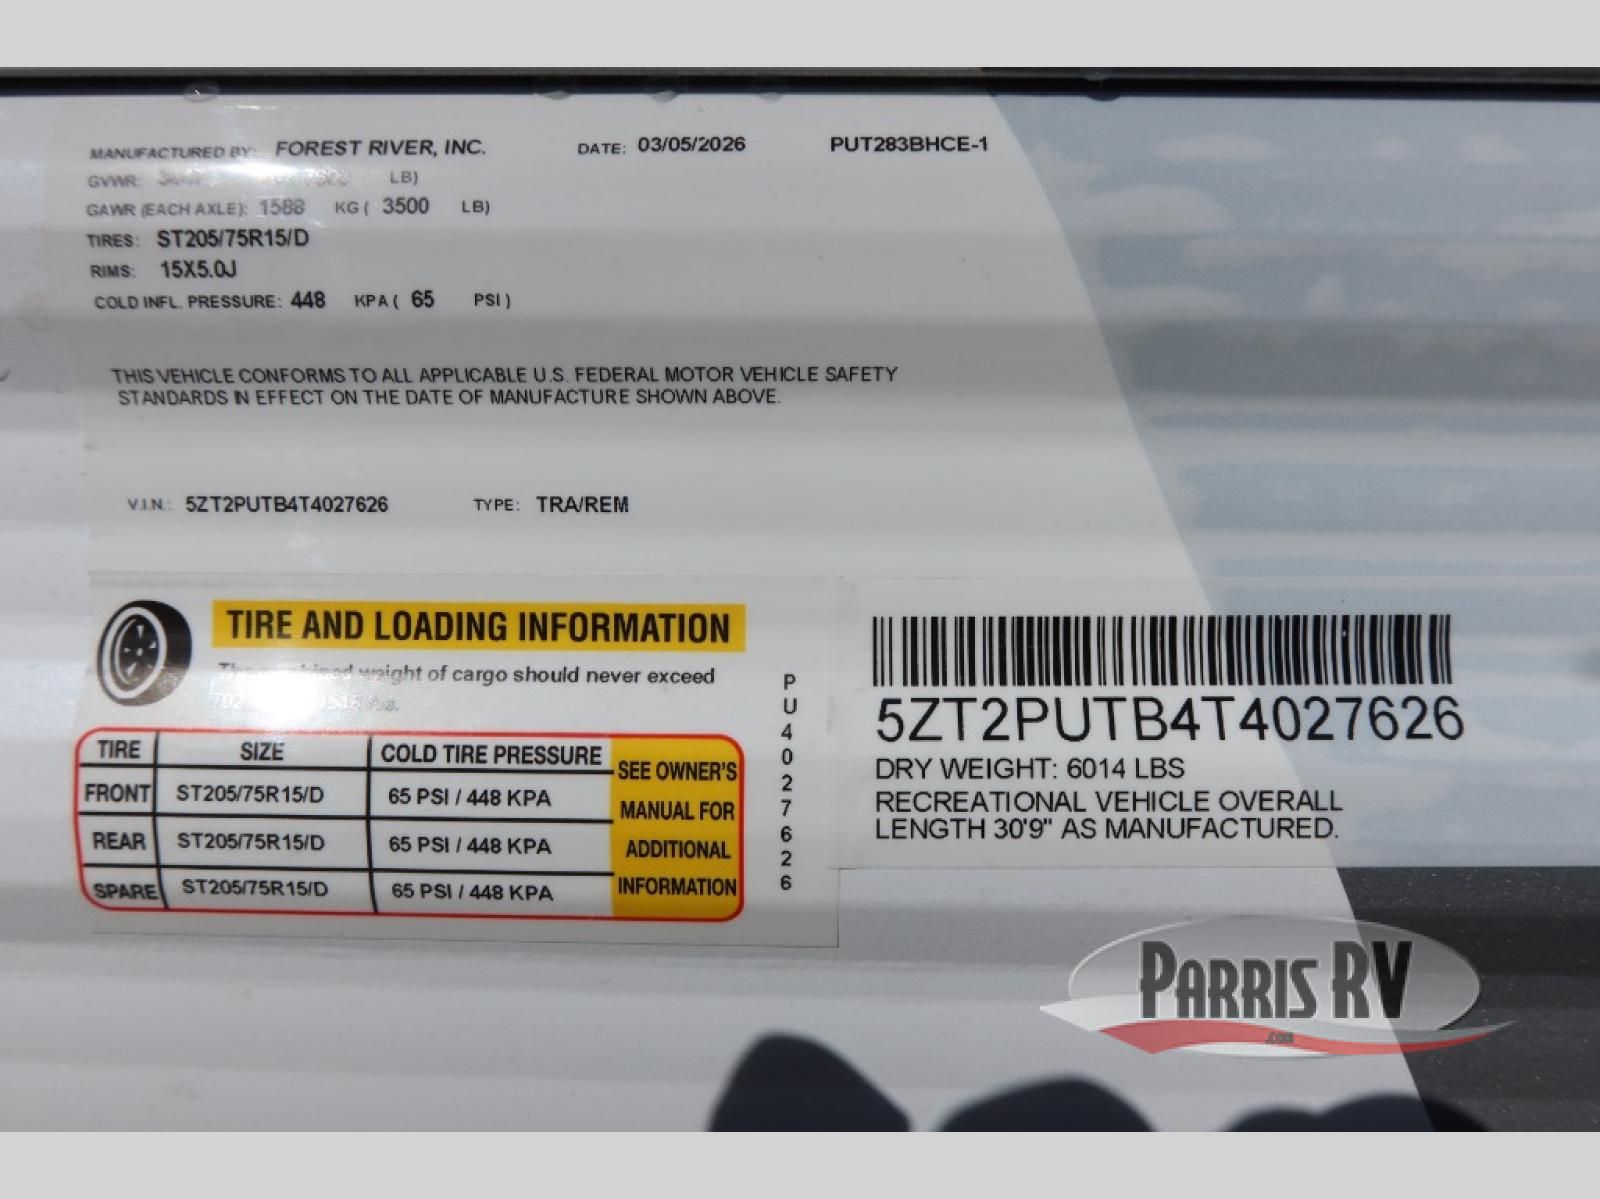 MANUFACTURED BY: FOREST RIVER, INC. DATE: 03/05/2026 PUT283BHCE-1
GVWR: LB)
GAWR (EACH AXLE): 1588 KG ( 3500 LB)
TIRES: ST205/75R15/D
RIMS: 15X5.0J
COLD INFL. PRESSURE: 448 KPA ( 65 PSI )
THIS VEHICLE CONFORMS TO ALL APPLICABLE U.S. FEDERAL MOTOR VEHICLE SAFETY
STANDARDS IN EFFECT ON THE DATE OF MANUFACTURE SHOWN ABOVE.
V.I.N.: 5ZT2PUTB4T4027626 TYPE: TRA/REM
TIRE AND LOADING INFORMATION
The combined weight of cargo should never exceed
TIRE SIZE COLD TIRE PRESSURE
FRONT ST205/75R15/D 65 PSI / 448 KPA
REAR ST205/75R15/D 65 PSI / 448 KPA
SPARE ST205/75R15/D 65 PSI / 448 KPA
SEE OWNER'S
MANUAL FOR
ADDITIONAL
INFORMATION
PU4027626
5ZT2PUTB4T4027626
DRY WEIGHT: 6014 LBS
RECREATIONAL VEHICLE OVERALL
LENGTH 30'9" AS MANUFACTURED.
PARRIS RV
.COM